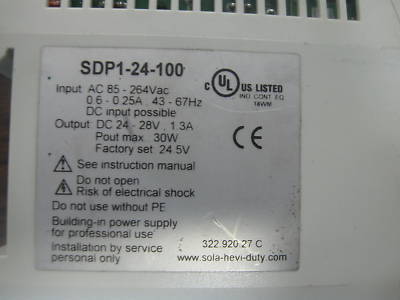 SDP1-24-100
Input AC 85 - 264Vac
0.6 - 0.25A , 43 - 67Hz
DC input possible
Output: DC 24 - 28V , 1.3A
Pout max 30W
Factory set 24.5V
See instruction manual
Do not open
Risk of electrical shock
Do not use without PE
Building-in power supply
for professional use
Installation by service
personal only
C UL US LISTED
IND. CONT. EQ.
18WM
CE
322.920.27 C
www.sola-hevi-duty.com